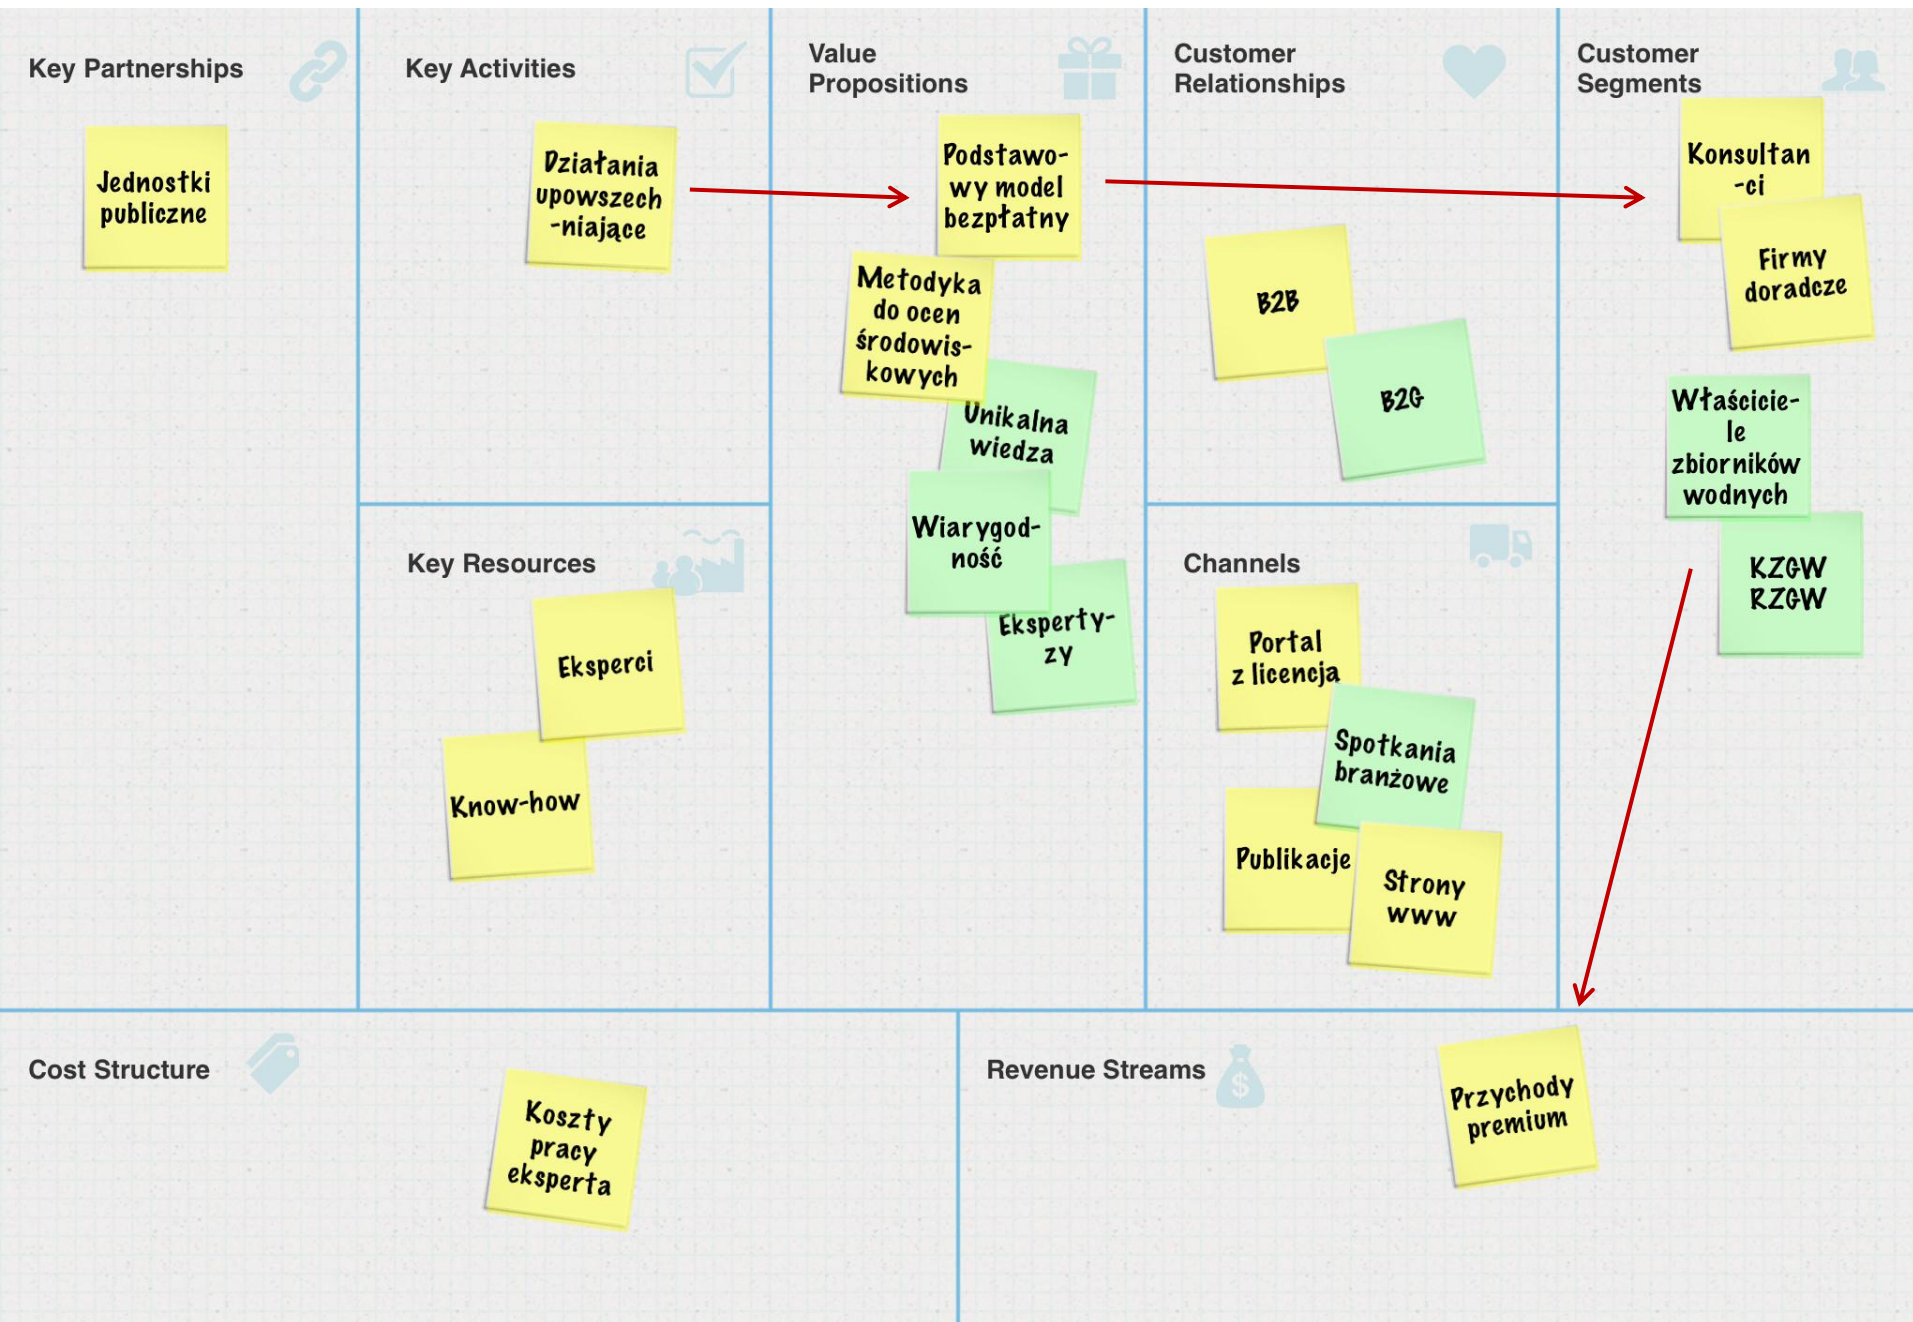 Key Partnerships
Jednostki
publiczne
Key Activities
Działania
upowszech
-niające
Key Resources
Eksperci
Know-how
Value
Propositions
Podstawo-
wy model
bezpłatny
Metodyka
do ocen
środowis-
kowych
Unikalna
wiedza
Wiarygod-
ność
Eksperty-
zy
Customer
Relationships
B2B
B2G
Channels
Portal
z licencją
Spotkania
branżowe
Publikacje
Strony
www
Customer
Segments
Konsultan
-ci
Firmy
doradcze
Właścicie-
le
zbiorników
wodnych
KZGW
RZGW
Cost Structure
Koszty
pracy
eksperta
Revenue Streams
$
Przychody
premium